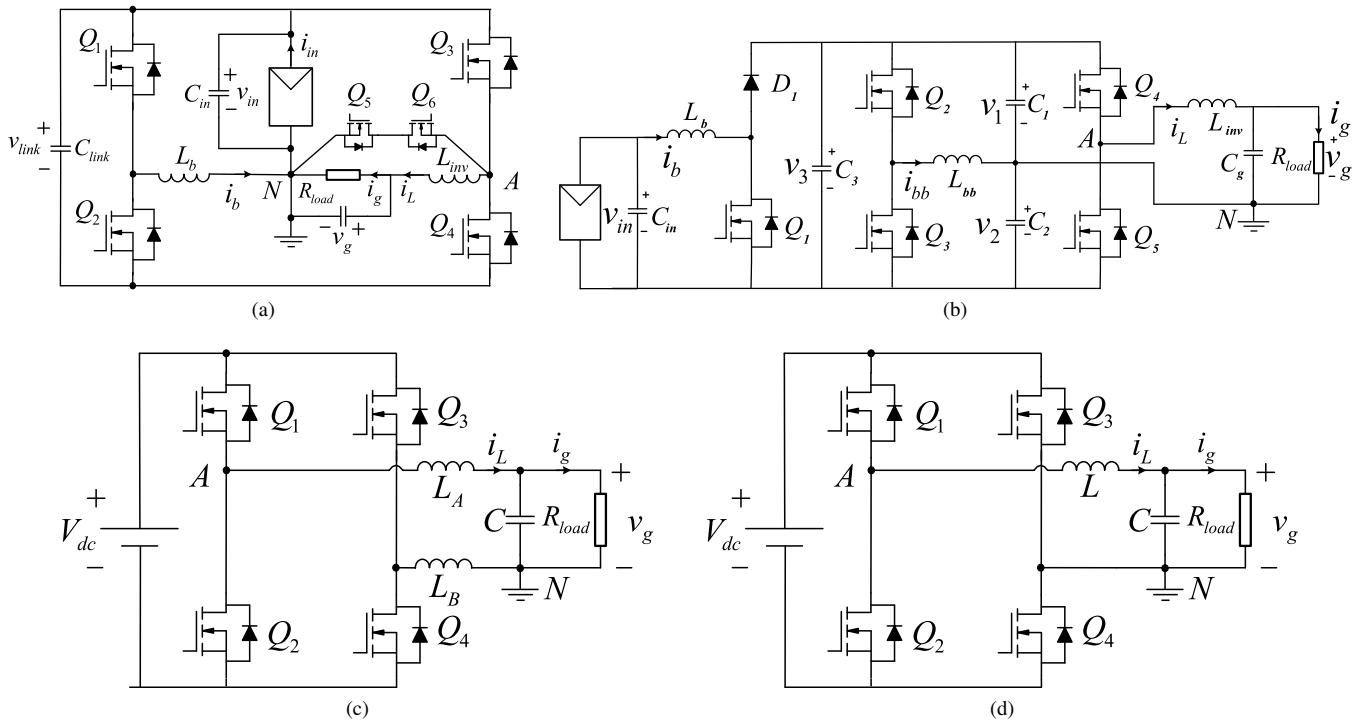 Q1
Q2
Q3
Q4
Q5
Q6
+
vlink
−
Clink
Cin
+
vin
−
iin
Lb
ib
N
Rload
ig
iL
Linv
A
− vg +
(a)
vin
+
−
Cin
ib
Lb
D1
Q1
v3
+
−
C3
Q2
Q3
ibb
Lbb
v1
+
−
C1
v2
+
−
C2
A
Q4
Q5
iL
Linv
Cg
Rload
ig
+
vg
−
N
(b)
+
Vdc
−
Q1
Q2
Q3
Q4
A
iL
ig
LA
LB
C
Rload
+
vg
−
N
(c)
+
Vdc
−
Q1
Q2
Q3
Q4
A
iL
ig
L
C
Rload
+
vg
−
N
(d)